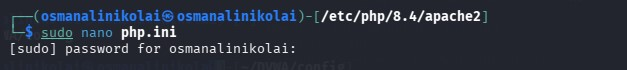 ┌──(osmanalinikolai㉿osmanalinikolai)-[/etc/php/8.4/apache2]
└─$ sudo nano php.ini
[sudo] password for osmanalinikolai: